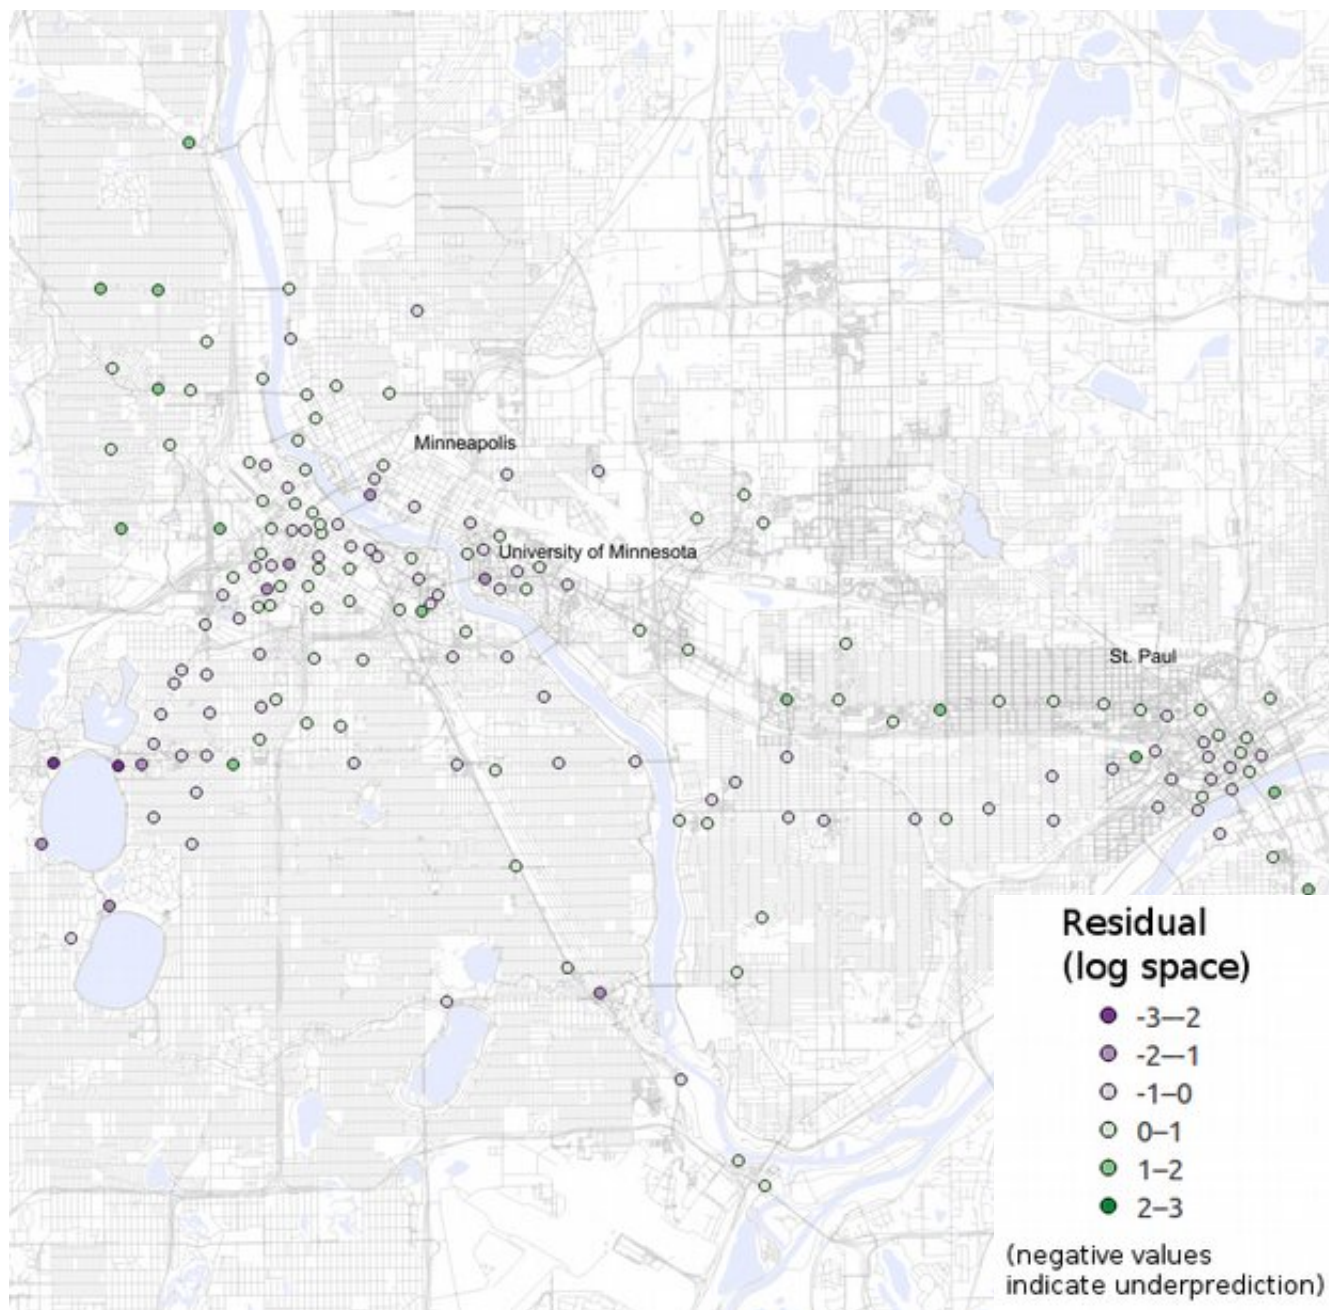 Minneapolis
University of Minnesota
St. Paul
Residual
(log space)
-3—2
-2—1
-1–0
0–1
1–2
2–3
(negative values
indicate underprediction)